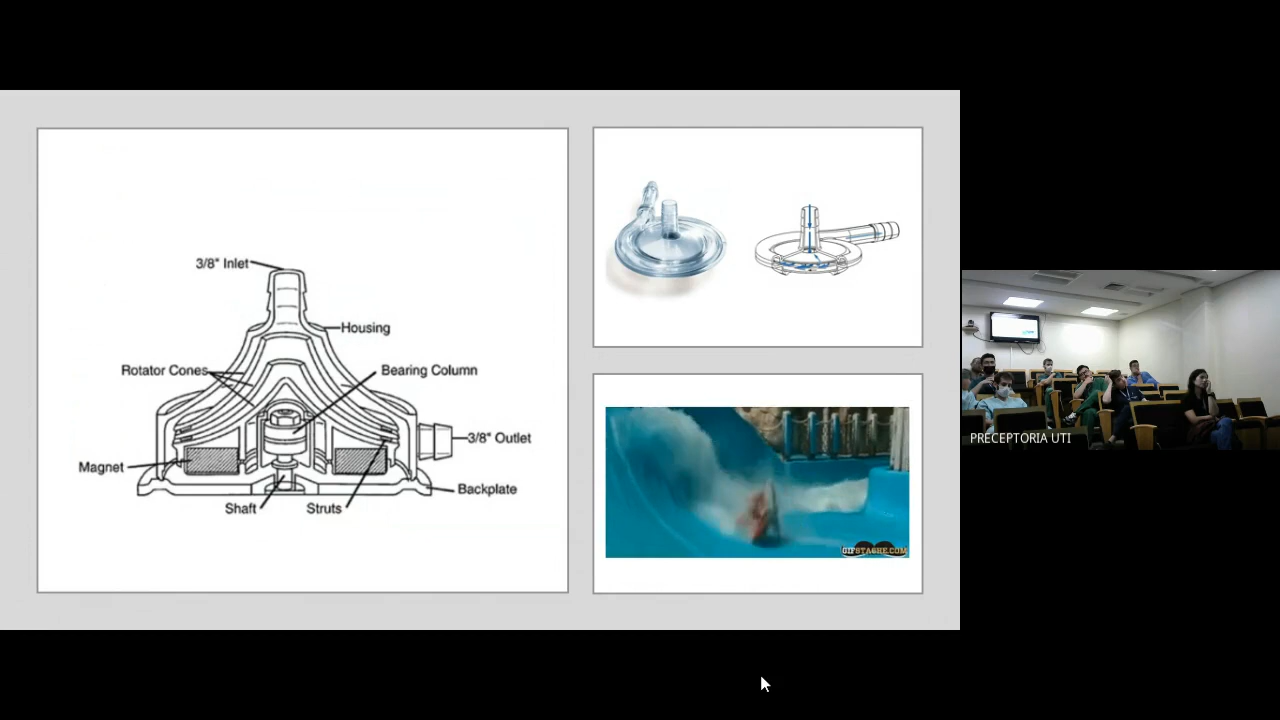 3/8" Inlet
Housing
Rotator Cones
Bearing Column
3/8" Outlet
Magnet
Backplate
Shaft
Struts
GIFSTACHE.COM
PRECEPTORIA UTI